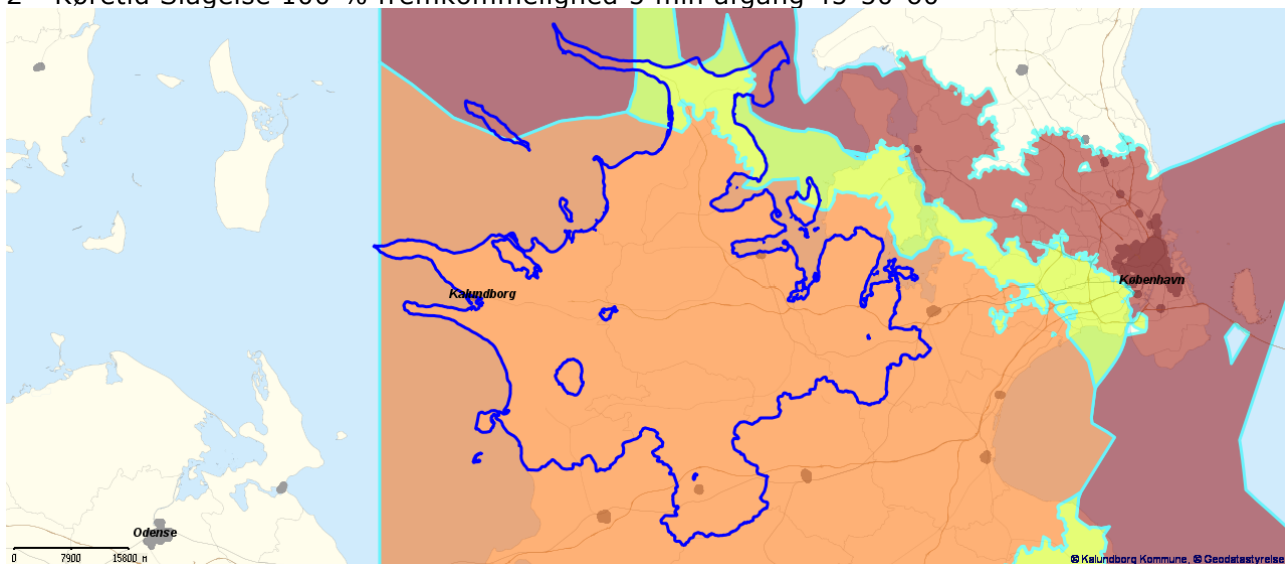 2 - Køretid Slagelse 100 % fremkommelighed 5 min afgang 45-50-60
Kalundborg
København
Odense
0 7900 15800 M
© Kalundborg Kommune, © Geodatastyrelse